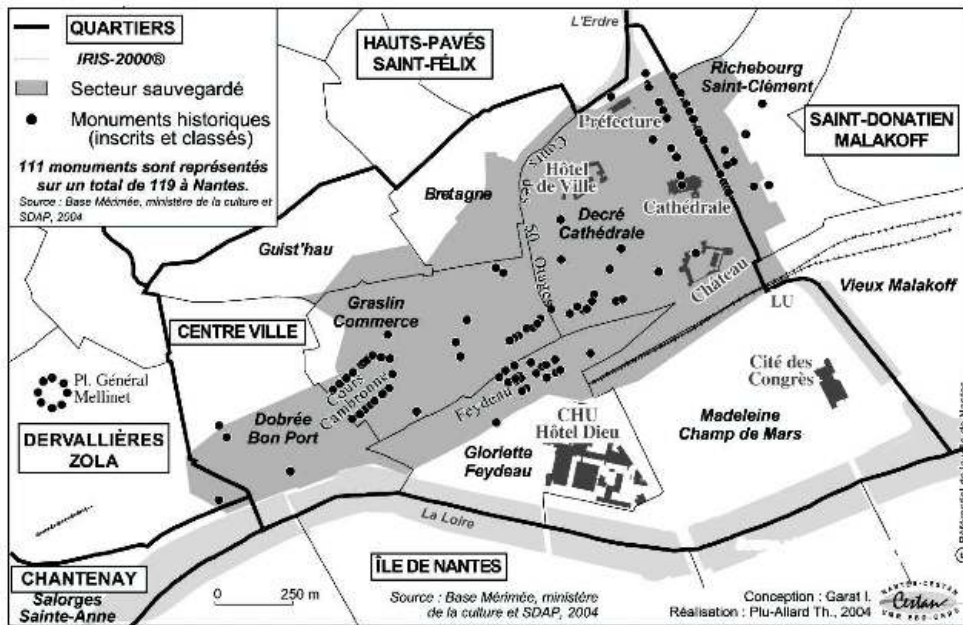 QUARTIERS
IRIS-2000®
Secteur sauvegardé
Monuments historiques
(inscrits et classés)
111 monuments sont représentés
sur un total de 119 à Nantes.
Source : Base Mérimée, ministère de la culture et
SDAP, 2004
L'Erdre
HAUTS-PAVÉS
SAINT-FÉLIX
Richebourg
Saint-Clément
SAINT-DONATIEN
MALAKOFF
Préfecture
Cours des 50 Otages
Hôtel
de Ville
Bretagne
Cathédrale
Decré
Cathédrale
Guist'hau
Château
Vieux Malakoff
LU
Graslin
Commerce
CENTRE VILLE
Cité des
Congrès
Pl. Général
Mellinet
Cours
Cambronne
Feydeau
Dobrée
Bon Port
CHU
Hôtel Dieu
Madeleine
Champ de Mars
DERVALLIÈRES
ZOLA
Gloriette
Feydeau
La Loire
ÎLE DE NANTES
CHANTENAY
Salorges
Sainte-Anne
0 250 m
Source : Base Mérimée, ministère
de la culture et SDAP, 2004
Conception : Garat I.
Réalisation : Plu-Allard Th., 2004
NANTES-CESTAN
Cestan